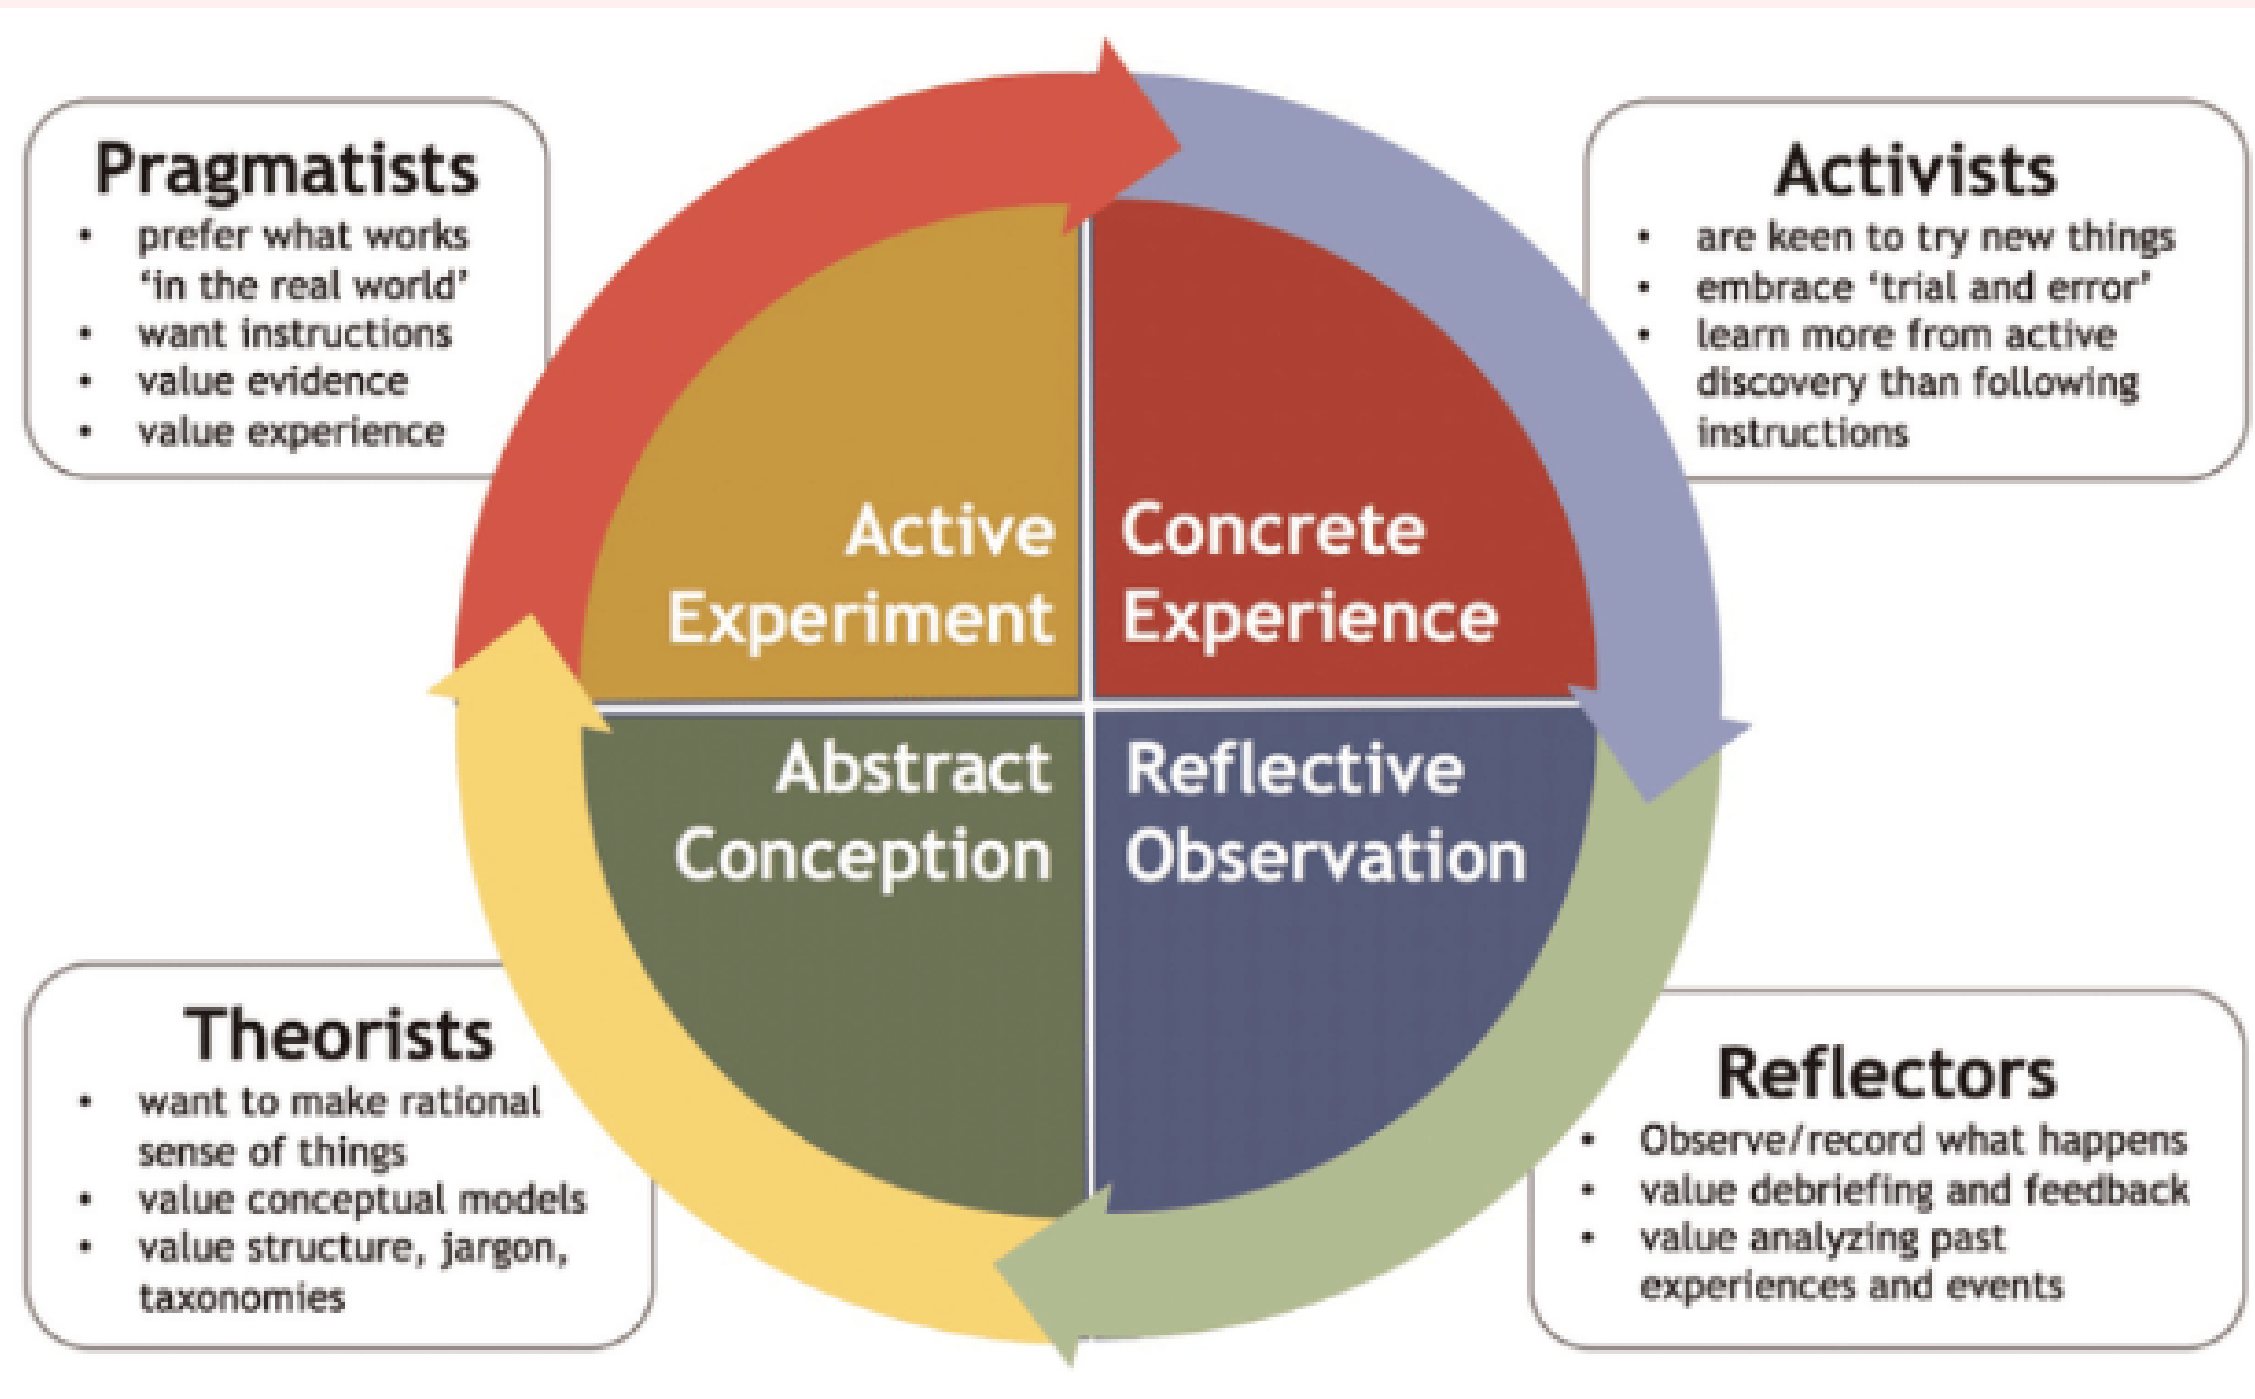 Pragmatists
• prefer what works
‘in the real world’
• want instructions
• value evidence
• value experience
Activists
• are keen to try new things
• embrace ‘trial and error’
• learn more from active
discovery than following
instructions
Active
Experiment
Concrete
Experience
Abstract
Conception
Reflective
Observation
Theorists
• want to make rational
sense of things
• value conceptual models
• value structure, jargon,
taxonomies
Reflectors
• Observe/record what happens
• value debriefing and feedback
• value analyzing past
experiences and events